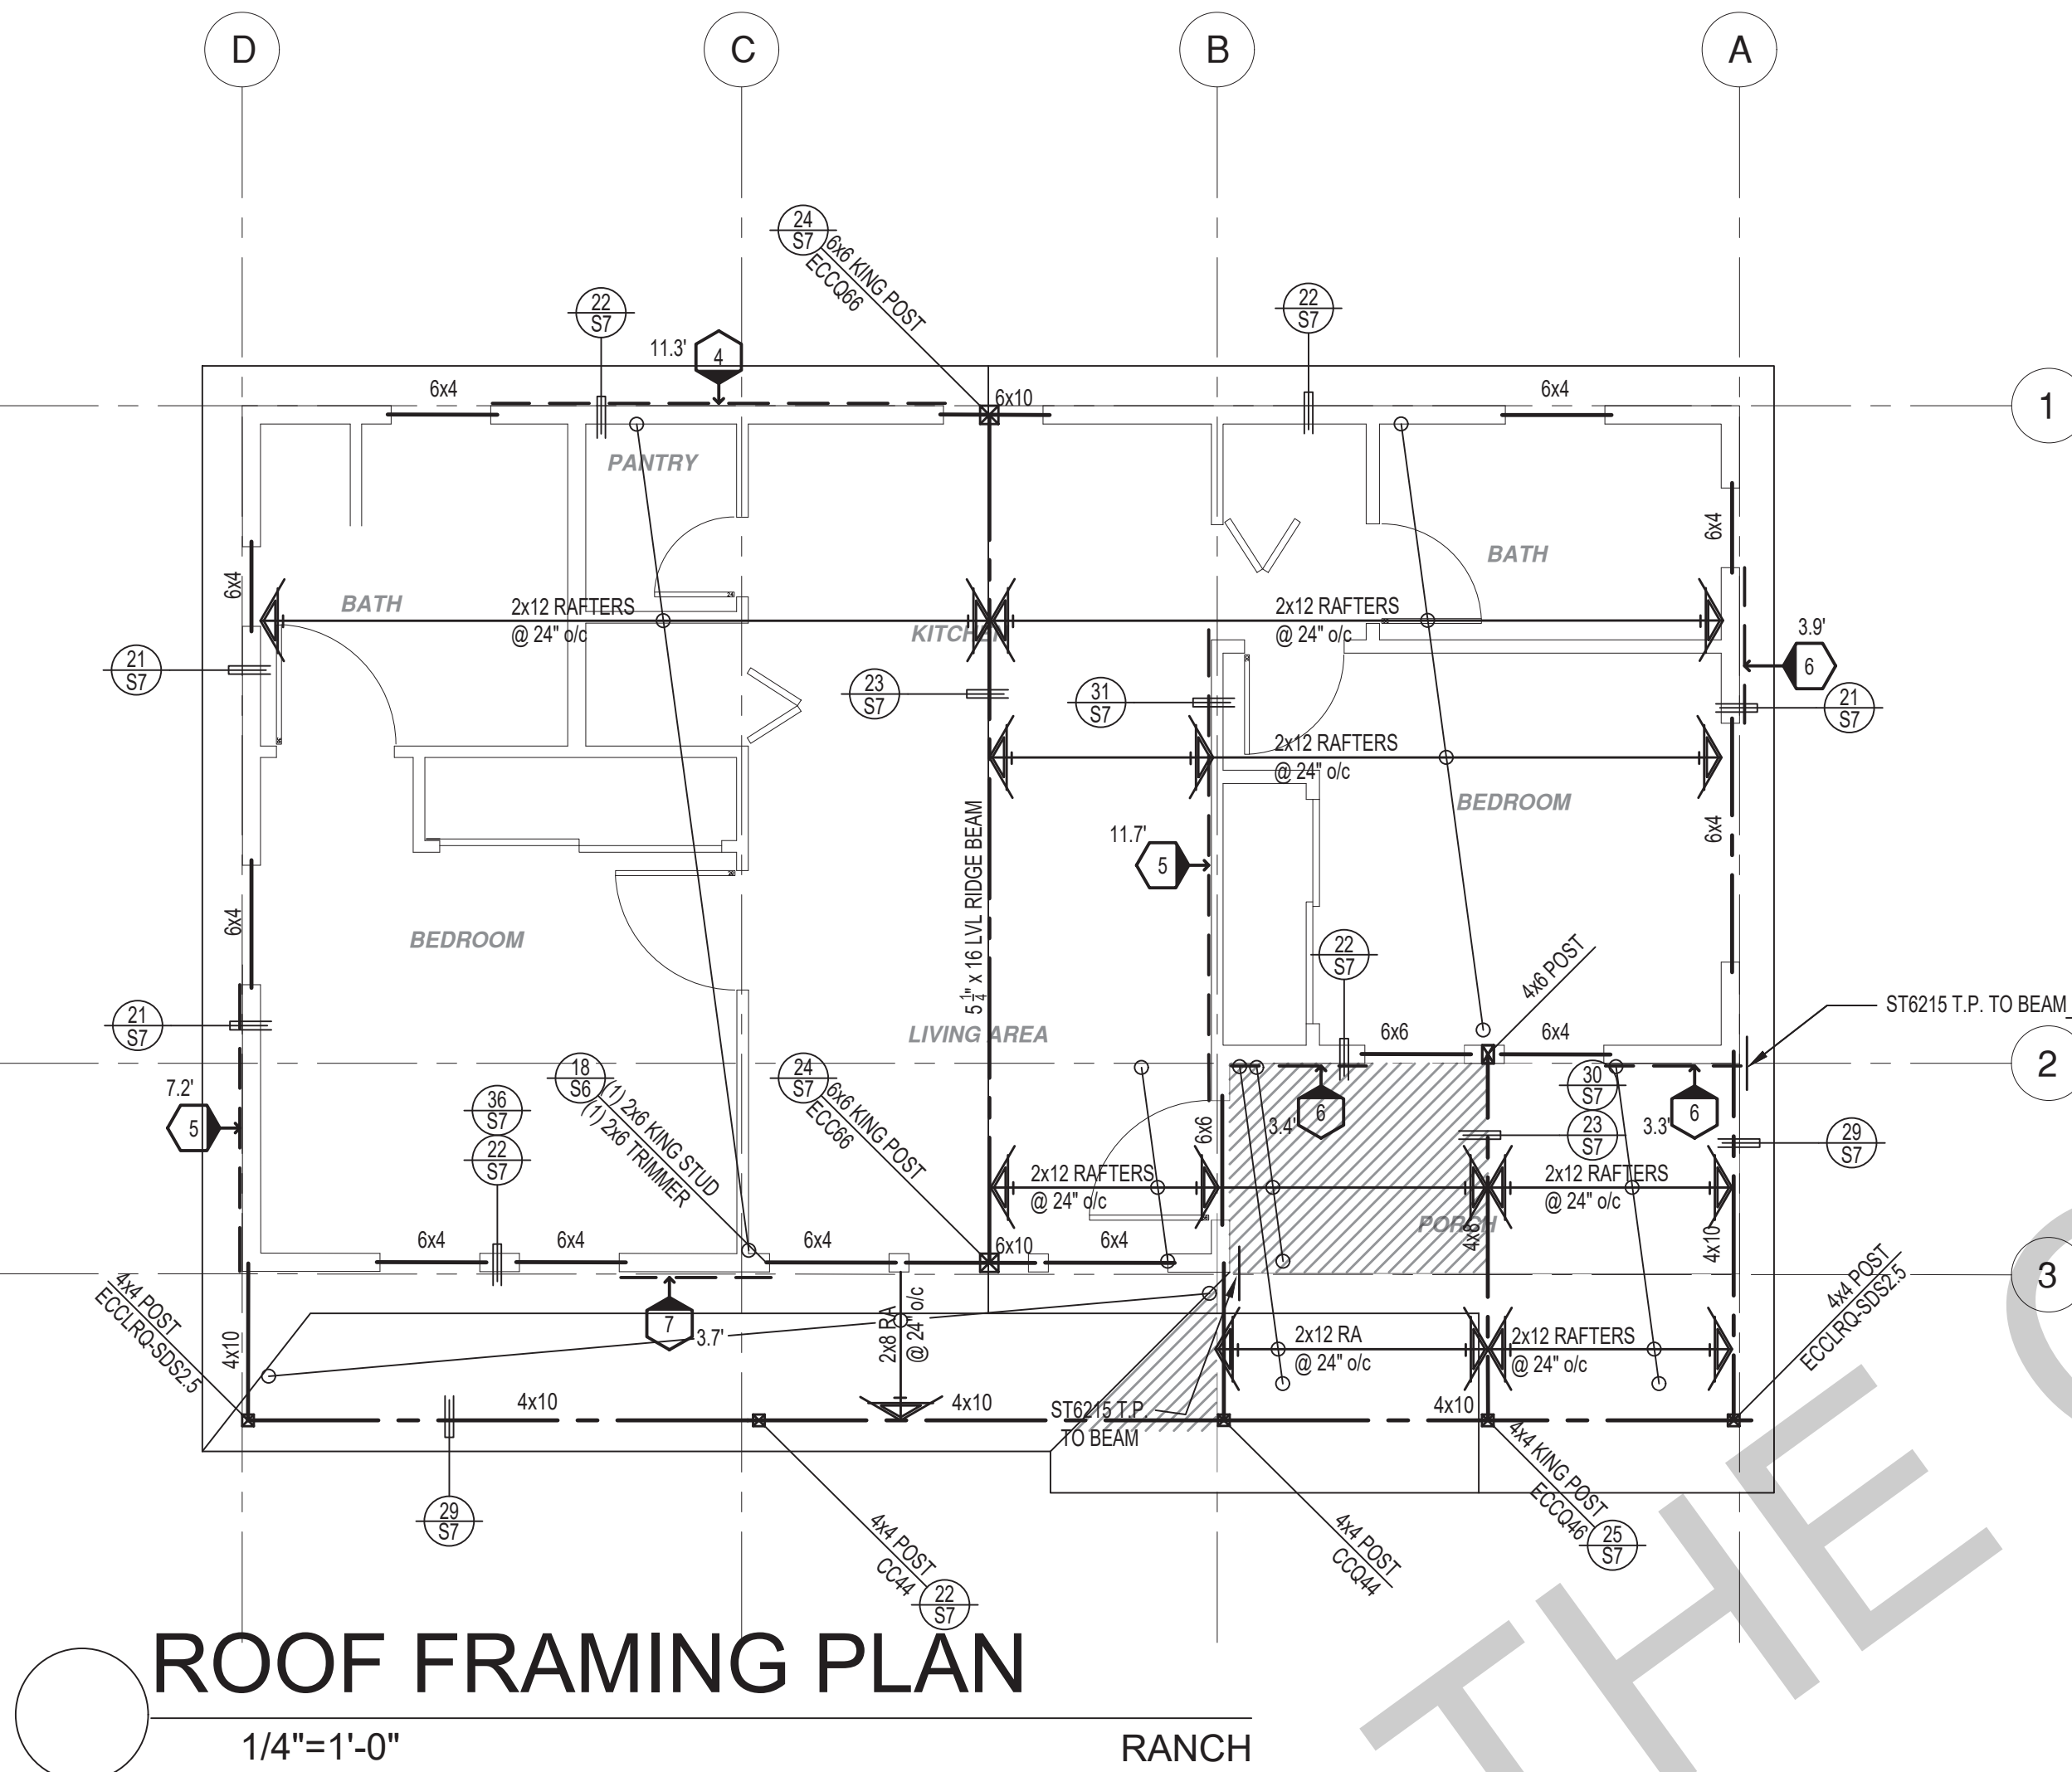 D
C
B
A
24
S7
6x6 KING POST
ECCQ66
22
S7
22
S7
11.3'
4
6x4
6x10
6x4
1
PANTRY
6x4
BATH
6x4
BATH
2x12 RAFTERS
@ 24" o/c
KITCHEN
2x12 RAFTERS
@ 24" o/c
3.9'
6
21
S7
23
S7
31
S7
21
S7
2x12 RAFTERS
@ 24" o/c
BEDROOM
6x4
11.7'
5
5 1/4" x 16 LVL RIDGE BEAM
6x4
BEDROOM
22
S7
4x6 POST
ST6215 T.P. TO BEAM
LIVING AREA
21
S7
6x6
6x4
2
7.2'
5
36
S7
22
S7
18
S6
(1) 2x6 KING STUD
(1) 2x6 TRIMMER
24
S7
6x6 KING POST
ECC66
6x6
3.4'
6
30
S7
23
S7
3.3'
6
29
S7
2x12 RAFTERS
@ 24" o/c
2x12 RAFTERS
@ 24" o/c
PORCH
4x8
4x10
6x4
6x4
6x4
6x10
6x4
3
4x4 POST
ECCLRQ-SDS2.5
4x10
7
3.7'
2x8 RA
@ 24" o/c
2x12 RA
@ 24" o/c
2x12 RAFTERS
@ 24" o/c
4x4 POST
ECCLRQ-SDS2.5
4x10
4x10
ST6215 T.P.
TO BEAM
4x10
29
S7
4x4 POST
CC44
22
S7
4x4 POST
CCQ44
4x4 KING POST
ECCQ46
25
S7
ROOF FRAMING PLAN
1/4"=1'-0"
RANCH
THE